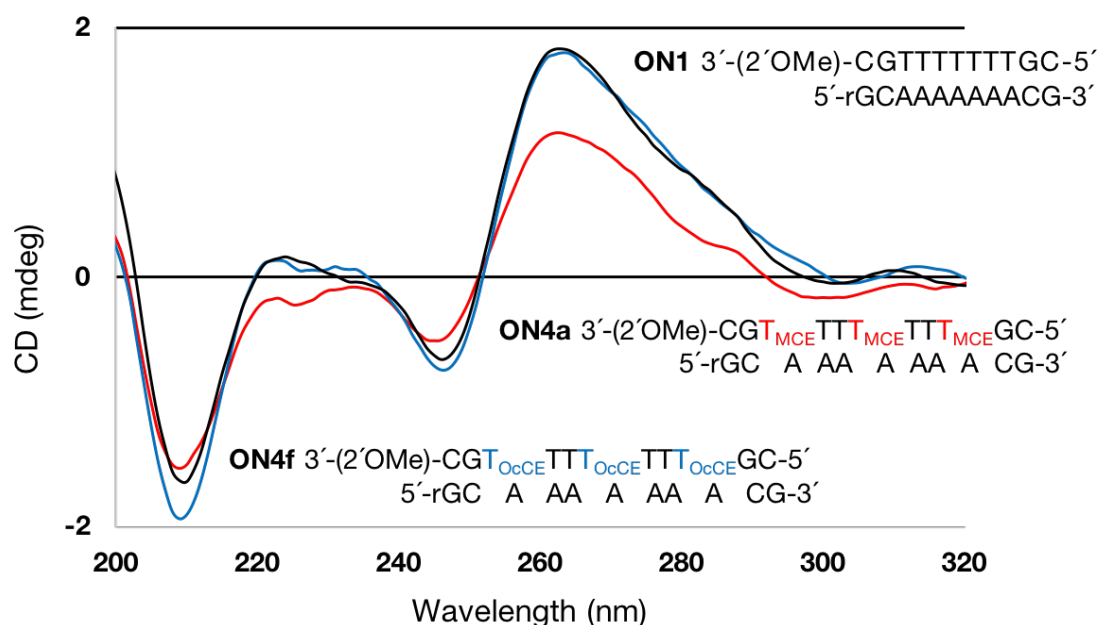 2
ON1 3´-(2´OMe)-CGTTTTTTTGC-5´
5´-rGCAAAAAAACG-3´
CD (mdeg)
0
ON4a 3´-(2´OMe)-CGTMCETTTMCETTTMCEGC-5´
5´-rGC A AA A AA A CG-3´
ON4f 3´-(2´OMe)-CGTOcCETTTOcCETTTOcCEGC-5´
5´-rGC A AA A AA A CG-3´
-2
200 220 240 260 280 300 320
Wavelength (nm)